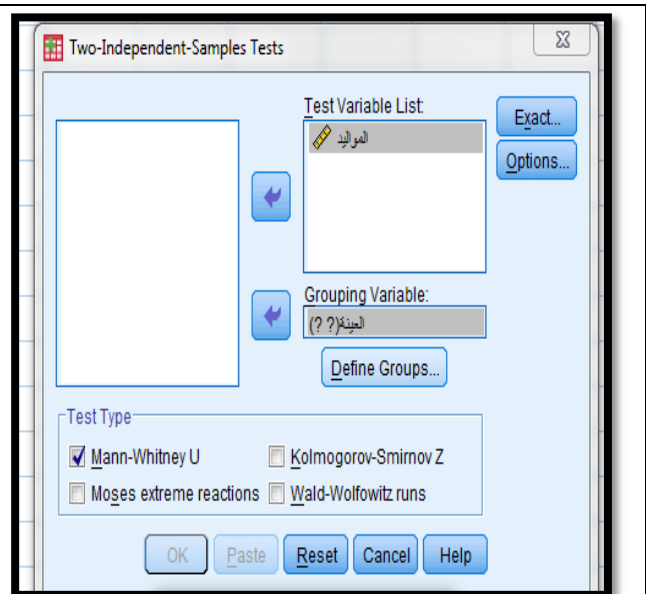 Two-Independent-Samples Tests
Test Variable List:
المواليد
Exact...
Options...
Grouping Variable:
العينة(? ?)
Define Groups...
Test Type
Mann-Whitney U
Kolmogorov-Smirnov Z
Moses extreme reactions
Wald-Wolfowitz runs
OK Paste Reset Cancel Help